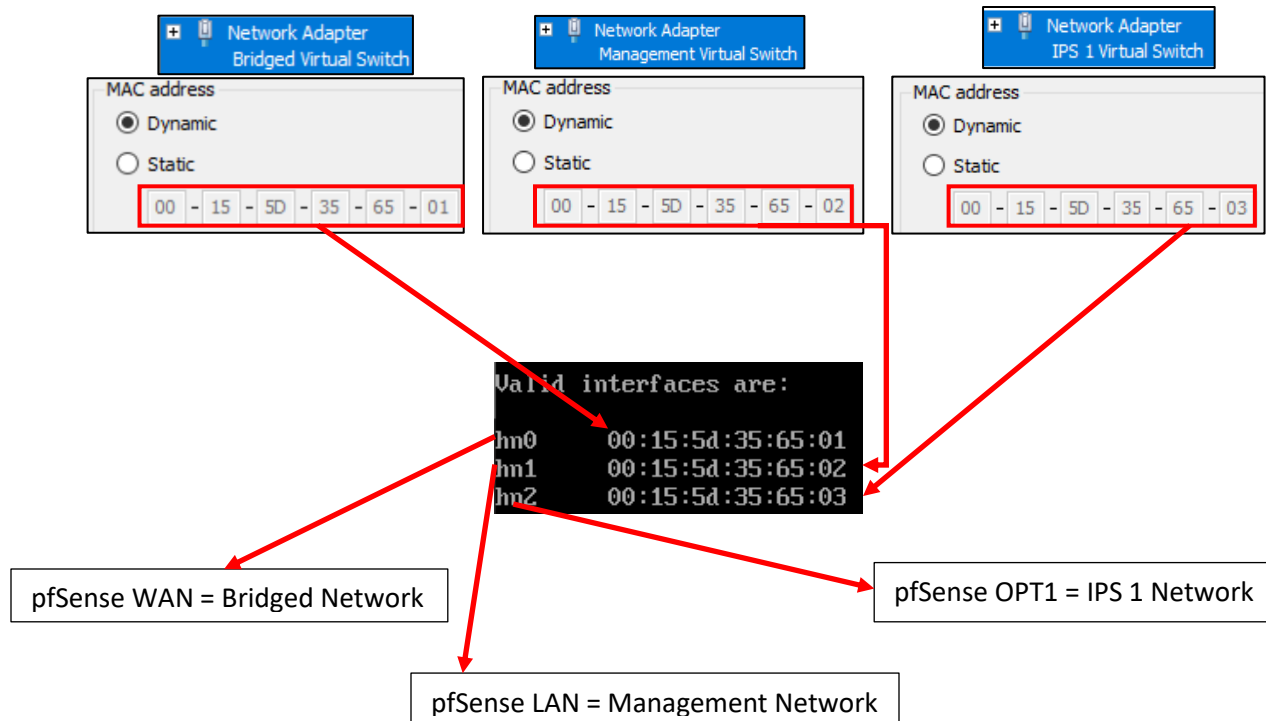 Network Adapter
Bridged Virtual Switch
MAC address
Dynamic
Static
00 - 15 - 5D - 35 - 65 - 01
Network Adapter
Management Virtual Switch
MAC address
Dynamic
Static
00 - 15 - 5D - 35 - 65 - 02
Network Adapter
IPS 1 Virtual Switch
MAC address
Dynamic
Static
00 - 15 - 5D - 35 - 65 - 03
Valid interfaces are:
hn0 00:15:5d:35:65:01
hn1 00:15:5d:35:65:02
hn2 00:15:5d:35:65:03
pfSense WAN = Bridged Network
pfSense OPT1 = IPS 1 Network
pfSense LAN = Management Network